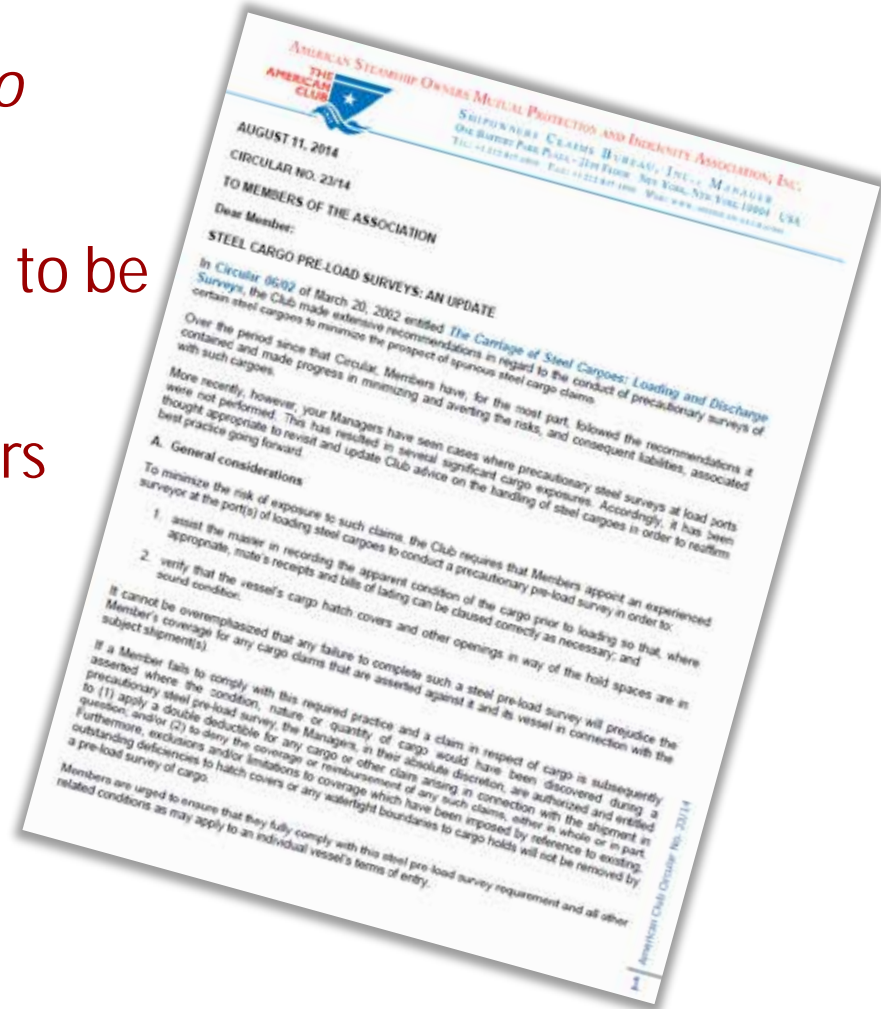 o
to be
rs
AMERICAN STEAMSHIP OWNERS MUTUAL PROTECTION AND INDEMNITY ASSOCIATION, INC.
THE
AMERICAN
CLUB
SHIPOWNERS CLAIMS BUREAU, INC., MANAGER
ONE BATTERY PARK PLAZA - 31ST FLOOR NEW YORK, NEW YORK 10004 USA
AUGUST 11, 2014
CIRCULAR NO. 23/14
TO MEMBERS OF THE ASSOCIATION
Dear Member:
STEEL CARGO PRE-LOAD SURVEYS: AN UPDATE
In Circular 06/02 of March 20, 2002 entitled The Carriage of Steel Cargoes: Loading and Discharge
Surveys, the Club made extensive recommendations in regard to the conduct of precautionary surveys of
certain steel cargoes to minimize the prospect of spurious steel cargo claims.
Over the period since that Circular, Members have, for the most part, followed the recommendations it
contained and made progress in minimizing and averting the risks, and consequent liabilities, associated
with such cargoes.
More recently, however, your Managers have seen cases where precautionary steel surveys at load ports
were not performed. This has resulted in several significant cargo exposures. Accordingly, it has been
thought appropriate to revisit and update Club advice on the handling of steel cargoes in order to reaffirm
best practice going forward.
A. General considerations
To minimize the risk of exposure to such claims, the Club requires that Members appoint an experienced
surveyor at the port(s) of loading steel cargoes to conduct a precautionary pre-load survey in order to:
1. assist the master in recording the apparent condition of the cargo prior to loading so that, where
appropriate, mate's receipts and bills of lading can be claused correctly as necessary; and
2. verify that the vessel's cargo hatch covers and other openings in way of the hold spaces are in
sound condition.
It cannot be overemphasized that any failure to complete such a steel pre-load survey will prejudice the
Member's coverage for any cargo claims that are asserted against it and its vessel in connection with the
subject shipment(s).
If a Member fails to comply with this required practice and a claim in respect of cargo is subsequently
asserted where the condition, nature or quantity of cargo would have been discovered during a
precautionary steel pre-load survey, the Managers, in their absolute discretion, are authorized and entitled
to (1) apply a double deductible for any cargo or other claim arising in connection with the shipment in
question; and/or (2) to deny the coverage or reimbursement of any such claims, either in whole or in part.
Furthermore, exclusions and/or limitations to coverage which have been imposed by reference to existing,
outstanding deficiencies to hatch covers or any watertight boundaries to cargo holds will not be removed by
a pre-load survey of cargo.
Members are urged to ensure that they fully comply with this steel pre-load survey requirement and all other
related conditions as may apply to an individual vessel's terms of entry.
American Club Circular No. 23/14
1